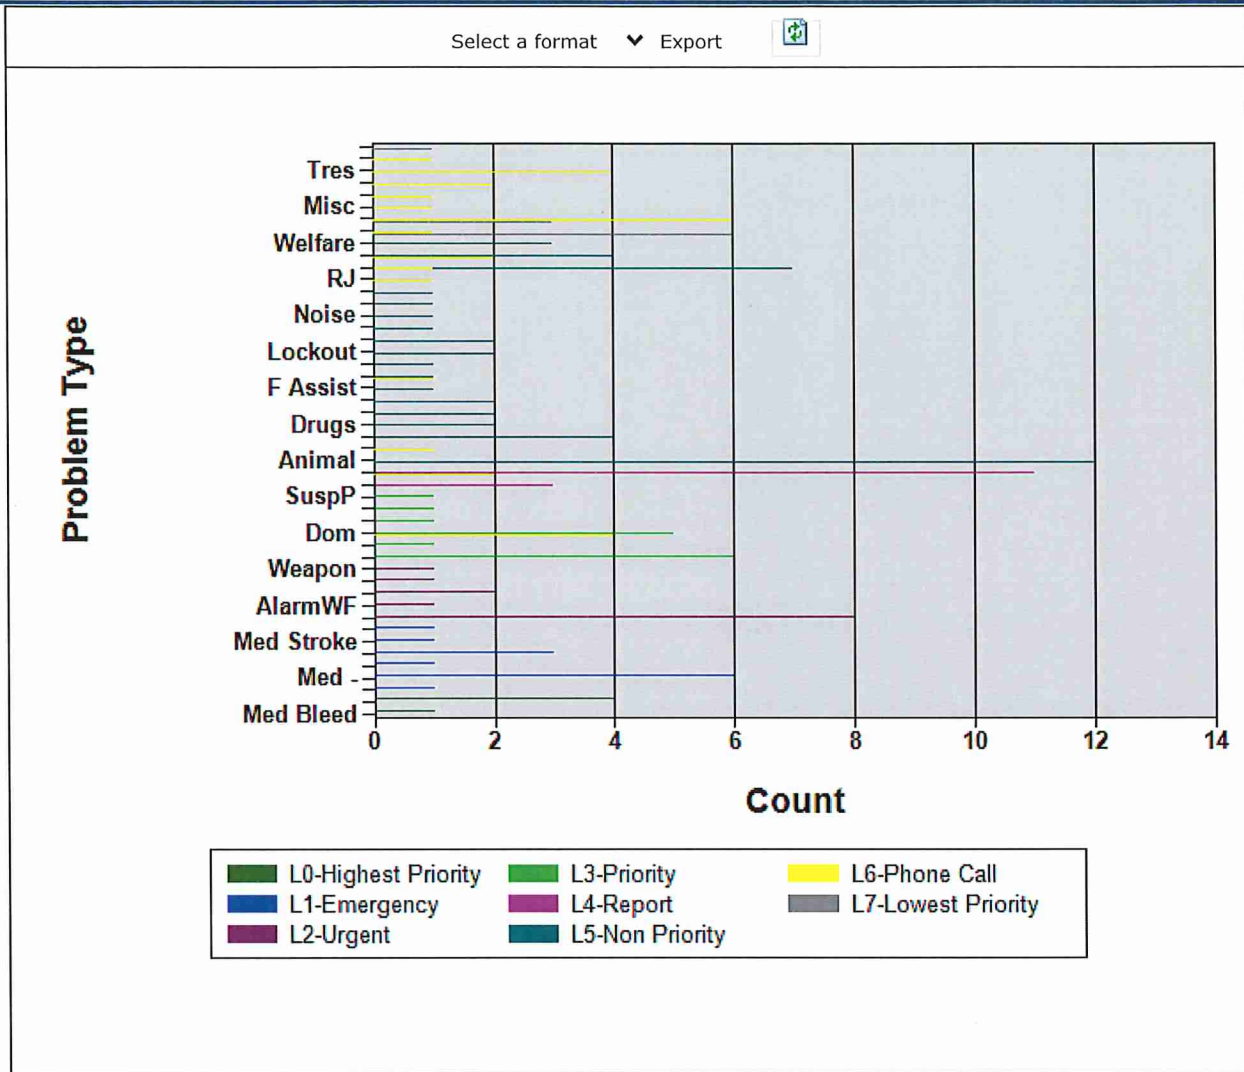 Select a format Export
Problem Type
Tres
Misc
Welfare
RJ
Noise
Lockout
F Assist
Drugs
Animal
SuspP
Dom
Weapon
AlarmWF
Med Stroke
Med -
Med Bleed
0 2 4 6 8 10 12 14
Count
L0-Highest Priority L3-Priority L6-Phone Call
L1-Emergency L4-Report L7-Lowest Priority
L2-Urgent L5-Non Priority